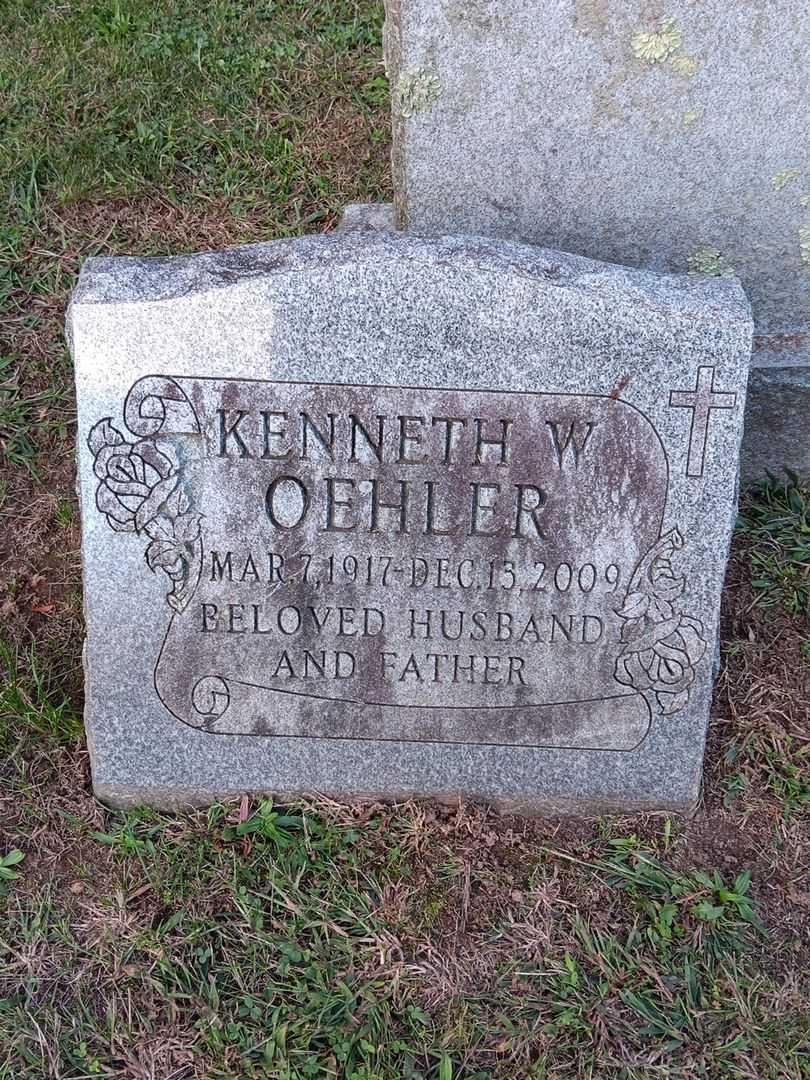 KENNETH W
OEHLER
MAR.7,1917-DEC.13,2009
BELOVED HUSBAND
AND FATHER